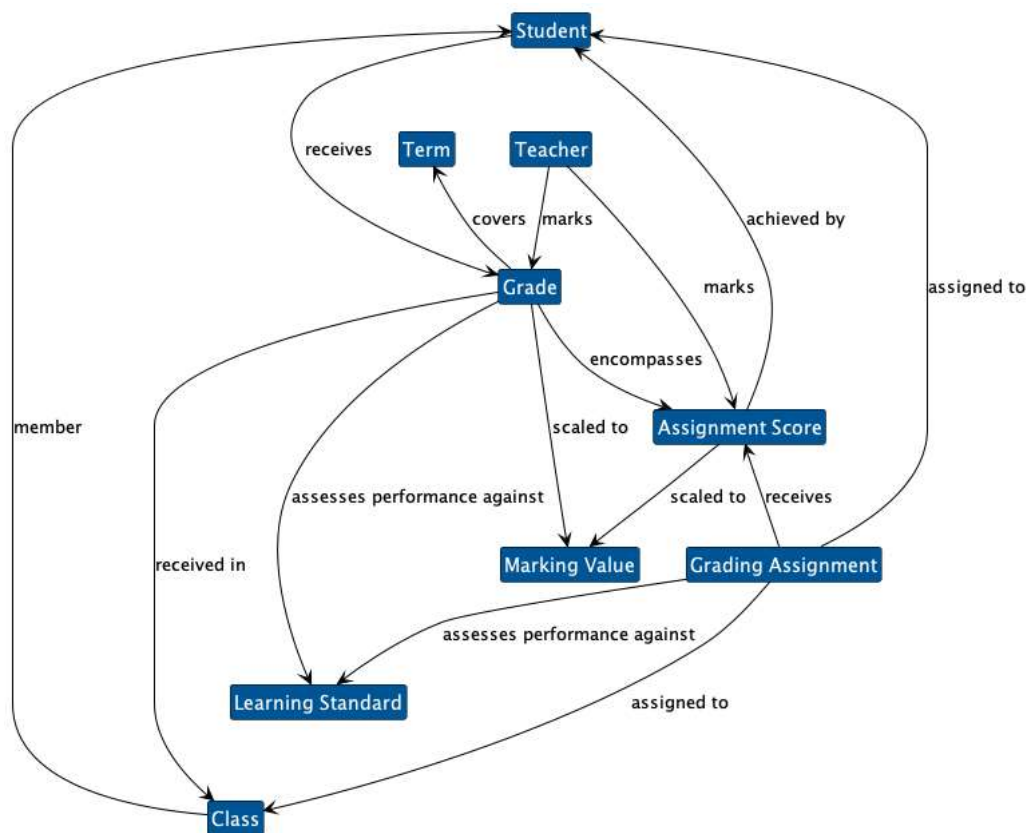 Student
receives
Term
Teacher
covers
marks
achieved by
Grade
marks
assigned to
encompasses
member
scaled to
Assignment Score
assesses performance against
scaled to
receives
received in
Marking Value
Grading Assignment
assesses performance against
Learning Standard
assigned to
Class